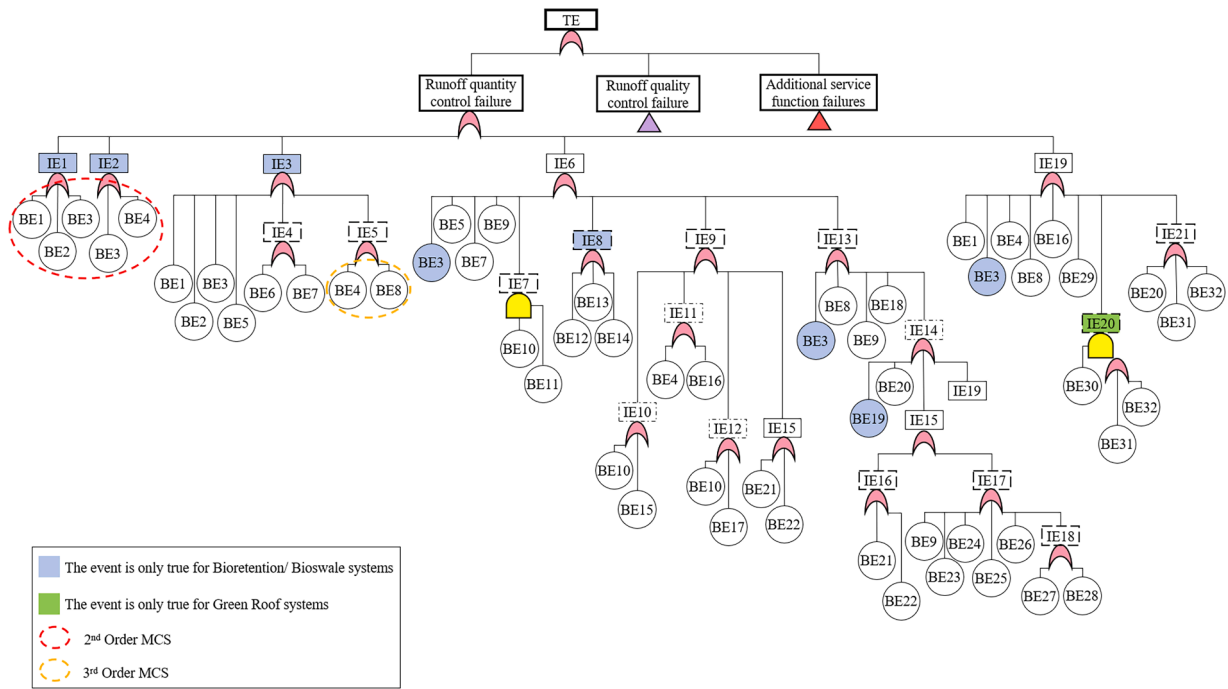 TE
Runoff quantity
control failure
Runoff quality
control failure
Additional service
function failures
IE1
IE2
IE3
IE6
IE19
BE1
BE3
BE2
BE4
BE3
IE4
IE5
BE1
BE3
BE2
BE5
BE6
BE7
BE4
BE8
BE5
BE9
BE3
BE7
IE7
BE10
BE11
IE8
BE13
BE12
BE14
IE9
IE11
BE4
BE16
IE10
BE10
BE15
IE12
BE10
BE17
IE15
BE21
BE22
IE13
BE8
BE18
BE3
BE9
IE14
BE20
BE19
IE19
IE15
IE16
BE21
BE22
IE17
BE9
BE24
BE26
BE23
BE25
IE18
BE27
BE28
BE1
BE4
BE16
BE3
BE8
BE29
IE20
BE30
BE32
BE31
IE21
BE20
BE32
BE31
The event is only true for Bioretention/ Bioswale systems
The event is only true for Green Roof systems
2nd Order MCS
3rd Order MCS